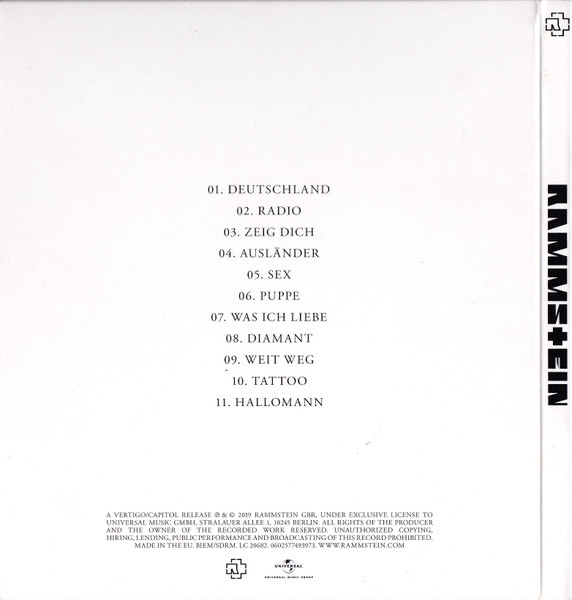 01. DEUTSCHLAND
02. RADIO
03. ZEIG DICH
04. AUSLÄNDER
05. SEX
06. PUPPE
07. WAS ICH LIEBE
08. DIAMANT
09. WEIT WEG
10. TATTOO
11. HALLOMANN
A VERTIGO/CAPITOL RELEASE ℗ & © 2019 RAMMSTEIN GBR, UNDER EXCLUSIVE LICENSE TO
UNIVERSAL MUSIC GMBH, STRALAUER ALLEE 1, 10245 BERLIN. ALL RIGHTS OF THE PRODUCER
AND THE OWNER OF THE RECORDED WORK RESERVED. UNAUTHORIZED COPYING,
HIRING, LENDING, PUBLIC PERFORMANCE AND BROADCASTING OF THIS RECORD PROHIBITED.
MADE IN THE EU. BIEM/SDRM. LC 20682. 0602577493973. WWW.RAMMSTEIN.COM
UNIVERSAL
UNIVERSAL MUSIC GROUP
RAMMSTEIN